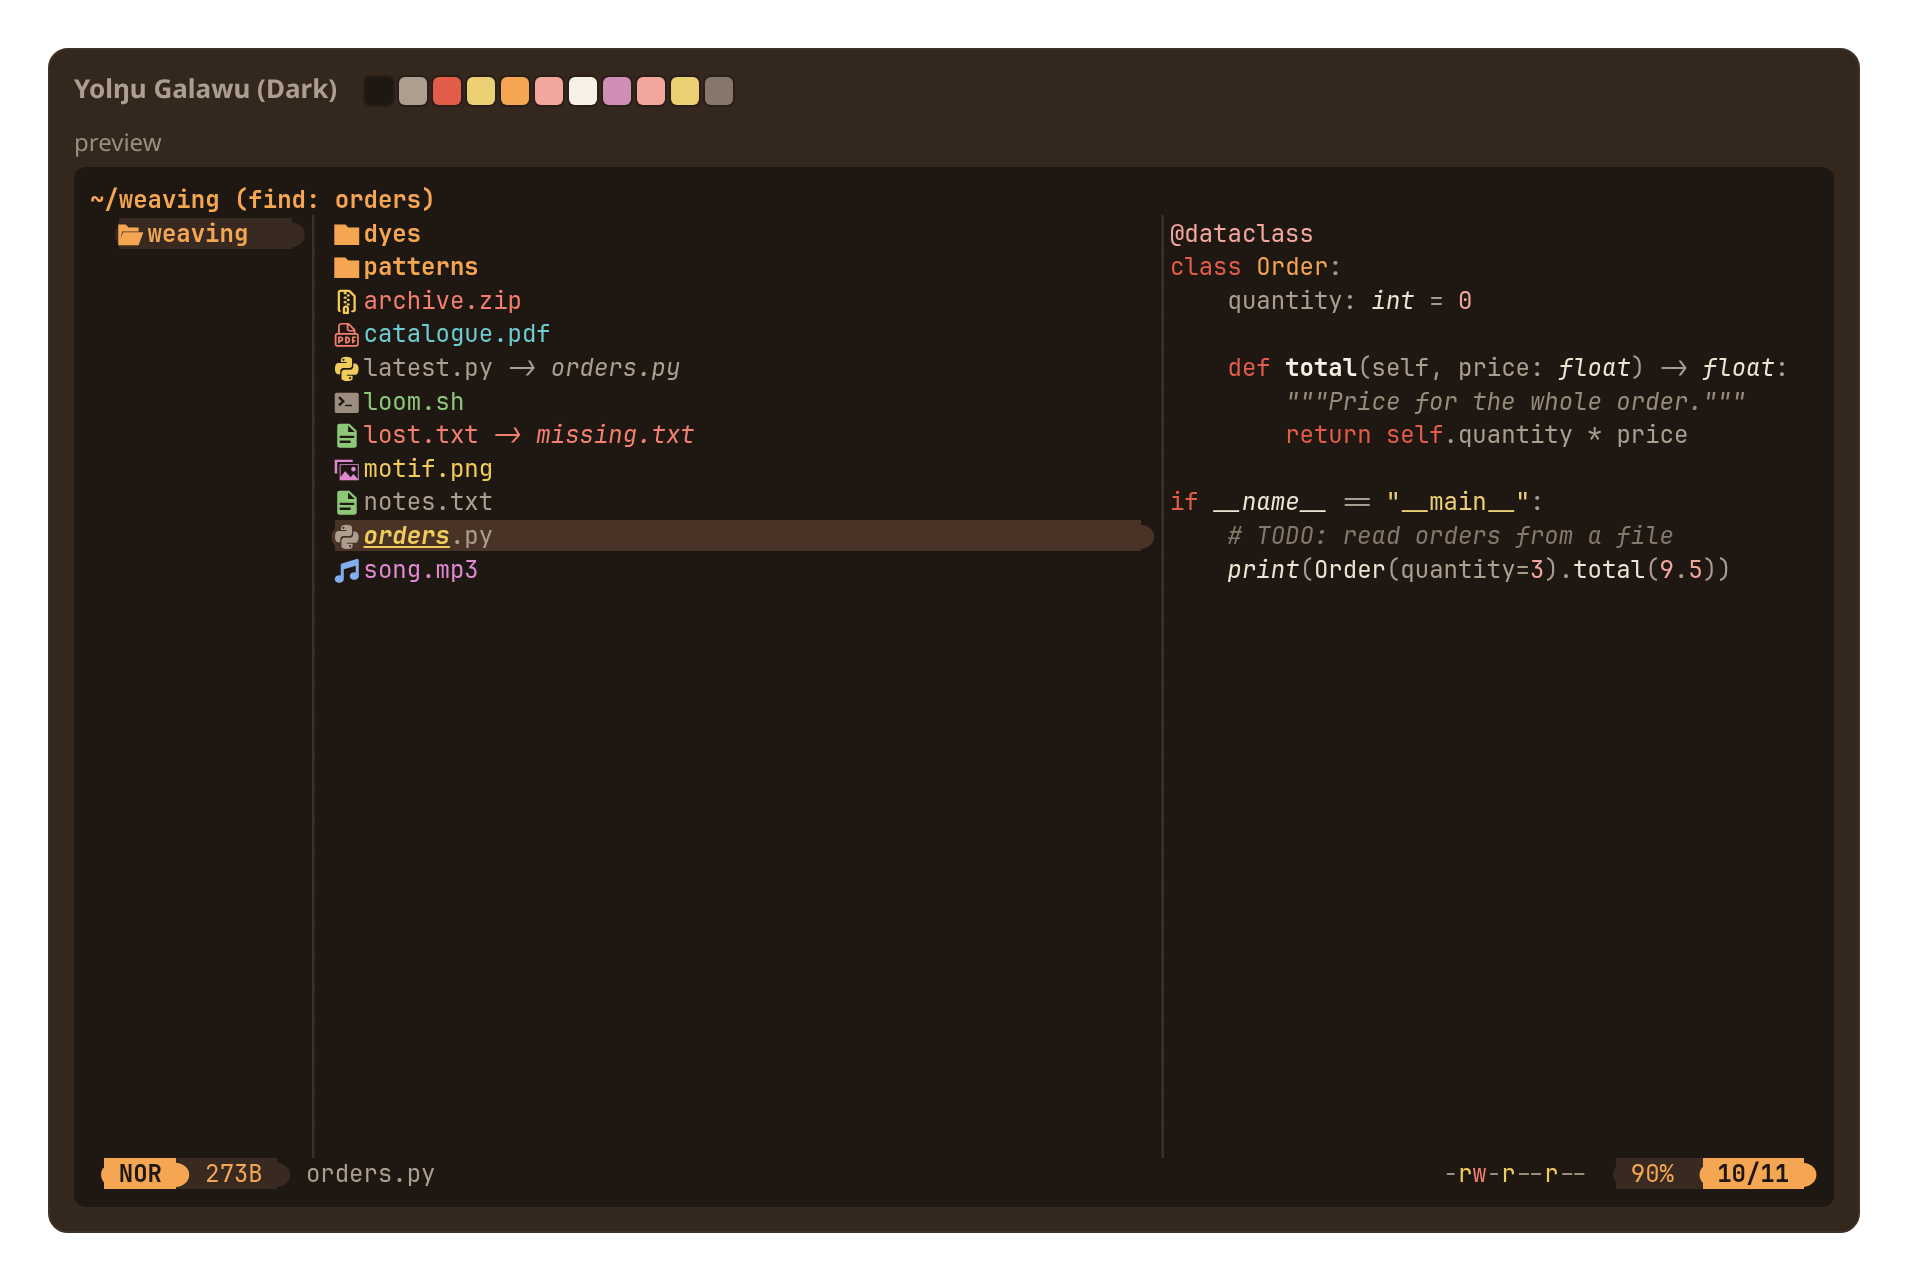 Yolŋu Galawu (Dark)
preview
~/weaving (find: orders)
weaving
dyes
patterns
archive.zip
catalogue.pdf
latest.py -> orders.py
loom.sh
lost.txt -> missing.txt
motif.png
notes.txt
orders.py
song.mp3
@dataclass
class Order:
    quantity: int = 0
    def total(self, price: float) -> float:
        """Price for the whole order."""
        return self.quantity * price
if __name__ == "__main__":
    # TODO: read orders from a file
    print(Order(quantity=3).total(9.5))
NOR 273B orders.py
-rw-r--r-- 90% 10/11